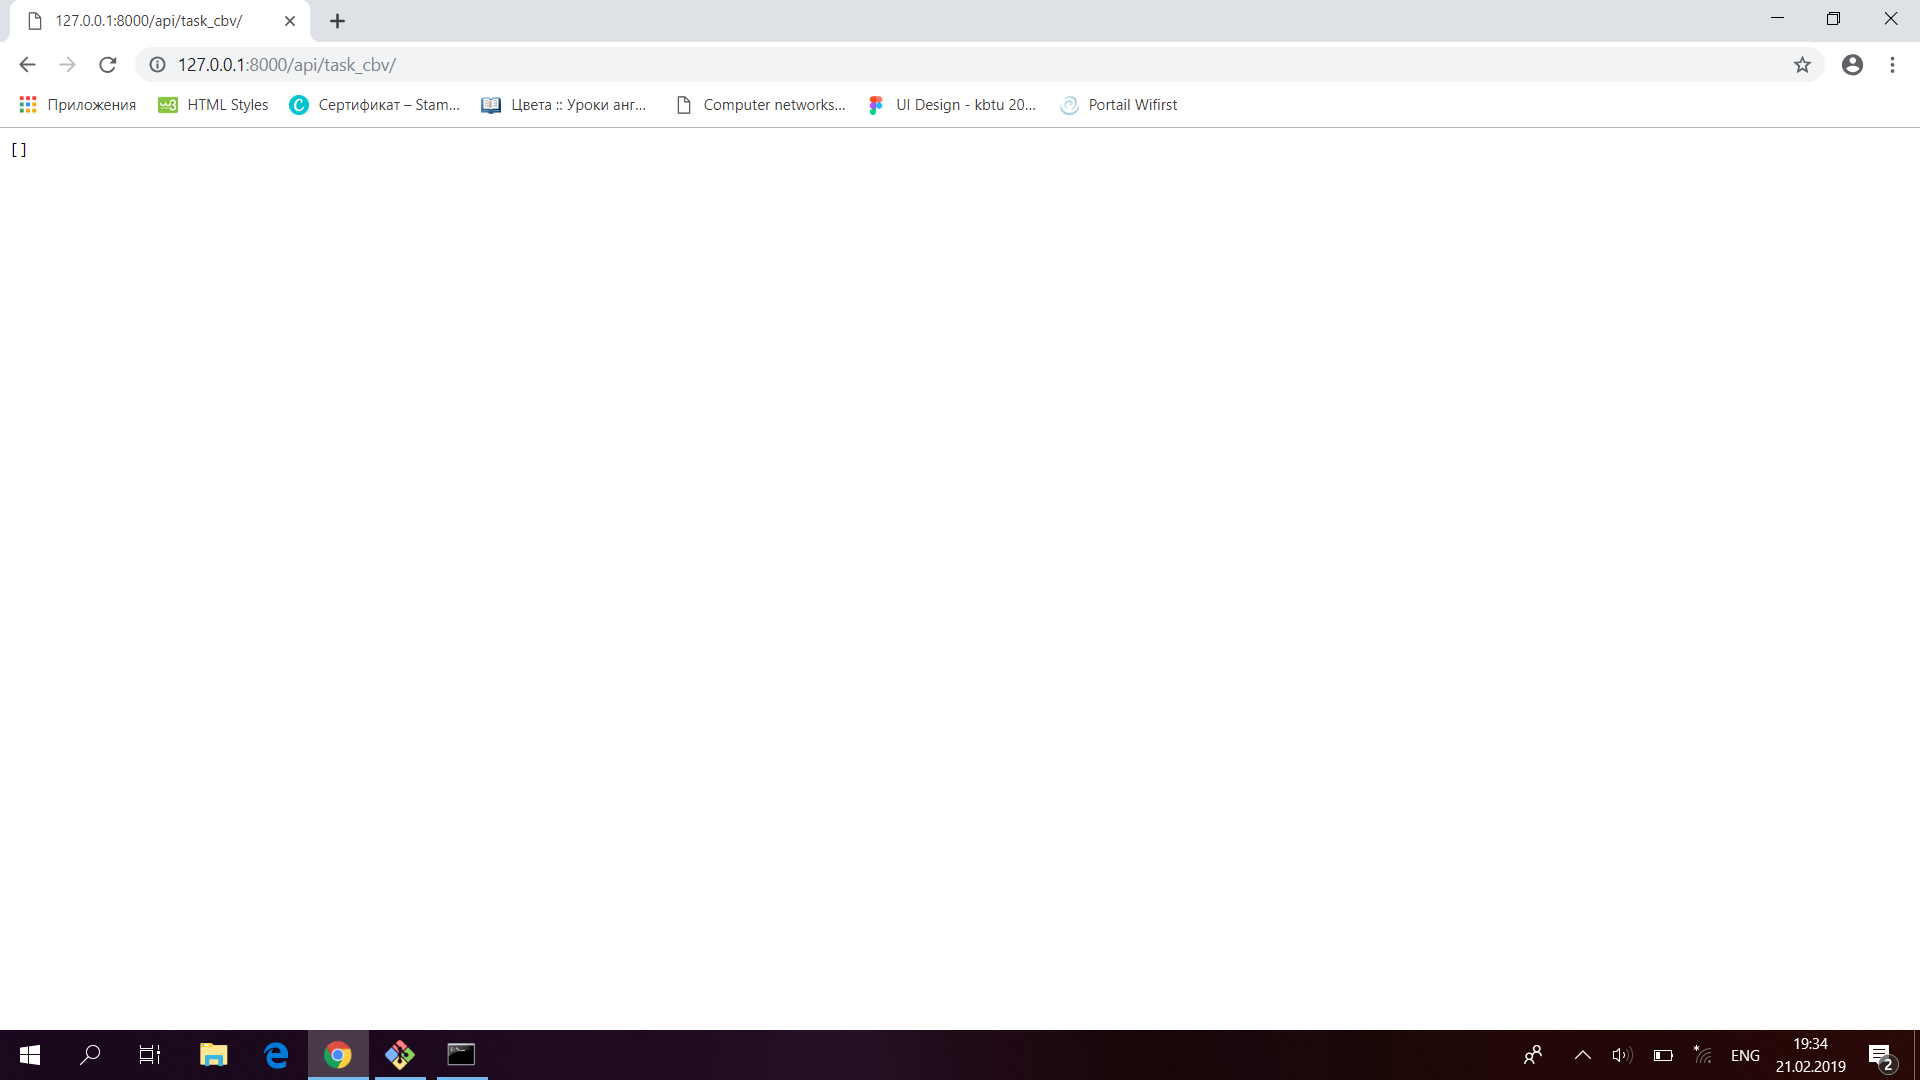 127.0.0.1:8000/api/task_cbv/
127.0.0.1:8000/api/task_cbv/
Приложения w3 HTML Styles C Сертификат – Stam... Цвета :: Уроки анг... Computer networks... UI Design - kbtu 20... Portail Wifirst
[]
ENG
19:34
21.02.2019
2